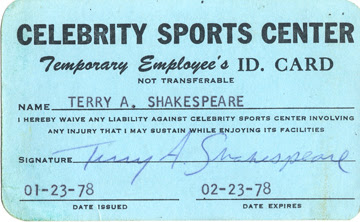 CELEBRITY SPORTS CENTER
Temporary Employee's ID. CARD
NOT TRANSFERABLE
NAME TERRY A. SHAKESPEARE
I HEREBY WAIVE ANY LIABILITY AGAINST CELEBRITY SPORTS CENTER INVOLVING
ANY INJURY THAT I MAY SUSTAIN WHILE ENJOYING ITS FACILITIES
SIGNATURE Terry A Shakespeare
01-23-78 02-23-78
DATE ISSUED DATE EXPIRES